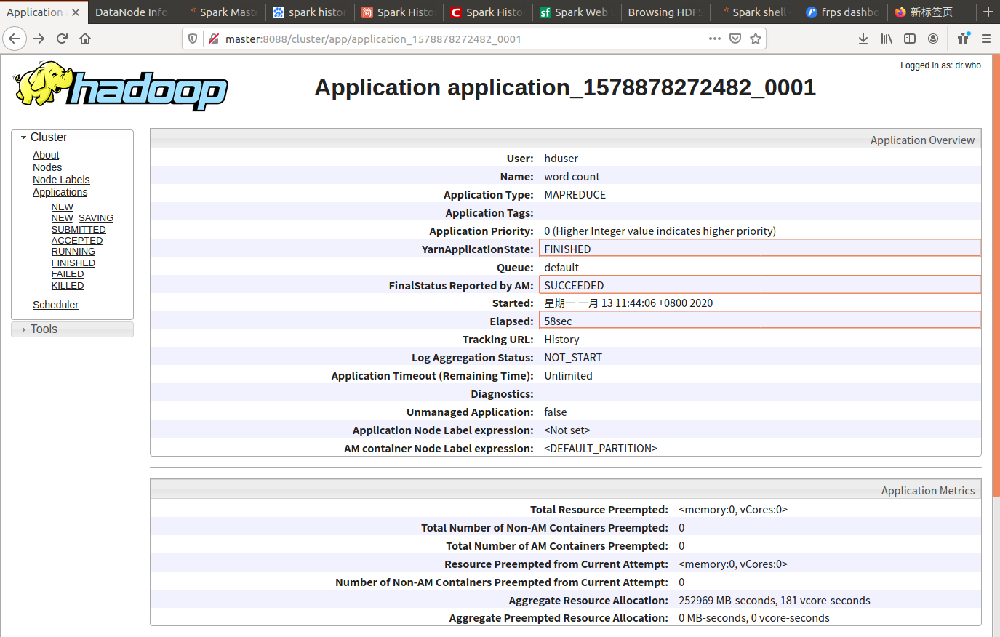 Application
DataNode Info
Spark Maste
spark histor
Spark Histo
Spark Histo
Spark Web U
Browsing HDFS
Spark shell
frps dashbo
新标签页
master:8088/cluster/app/application_1578878272482_0001
Logged in as: dr.who
hadoop
Application application_1578878272482_0001
Cluster
About
Nodes
Node Labels
Applications
NEW
NEW_SAVING
SUBMITTED
ACCEPTED
RUNNING
FINISHED
FAILED
KILLED
Scheduler
Tools
Application Overview
User: hduser
Name: word count
Application Type: MAPREDUCE
Application Tags:
Application Priority: 0 (Higher Integer value indicates higher priority)
YarnApplicationState: FINISHED
Queue: default
FinalStatus Reported by AM: SUCCEEDED
Started: 星期一 一月 13 11:44:06 +0800 2020
Elapsed: 58sec
Tracking URL: History
Log Aggregation Status: NOT_START
Application Timeout (Remaining Time): Unlimited
Diagnostics:
Unmanaged Application: false
Application Node Label expression: <Not set>
AM container Node Label expression: <DEFAULT_PARTITION>
Application Metrics
Total Resource Preempted: <memory:0, vCores:0>
Total Number of Non-AM Containers Preempted: 0
Total Number of AM Containers Preempted: 0
Resource Preempted from Current Attempt: <memory:0, vCores:0>
Number of Non-AM Containers Preempted from Current Attempt: 0
Aggregate Resource Allocation: 252969 MB-seconds, 181 vcore-seconds
Aggregate Preempted Resource Allocation: 0 MB-seconds, 0 vcore-seconds